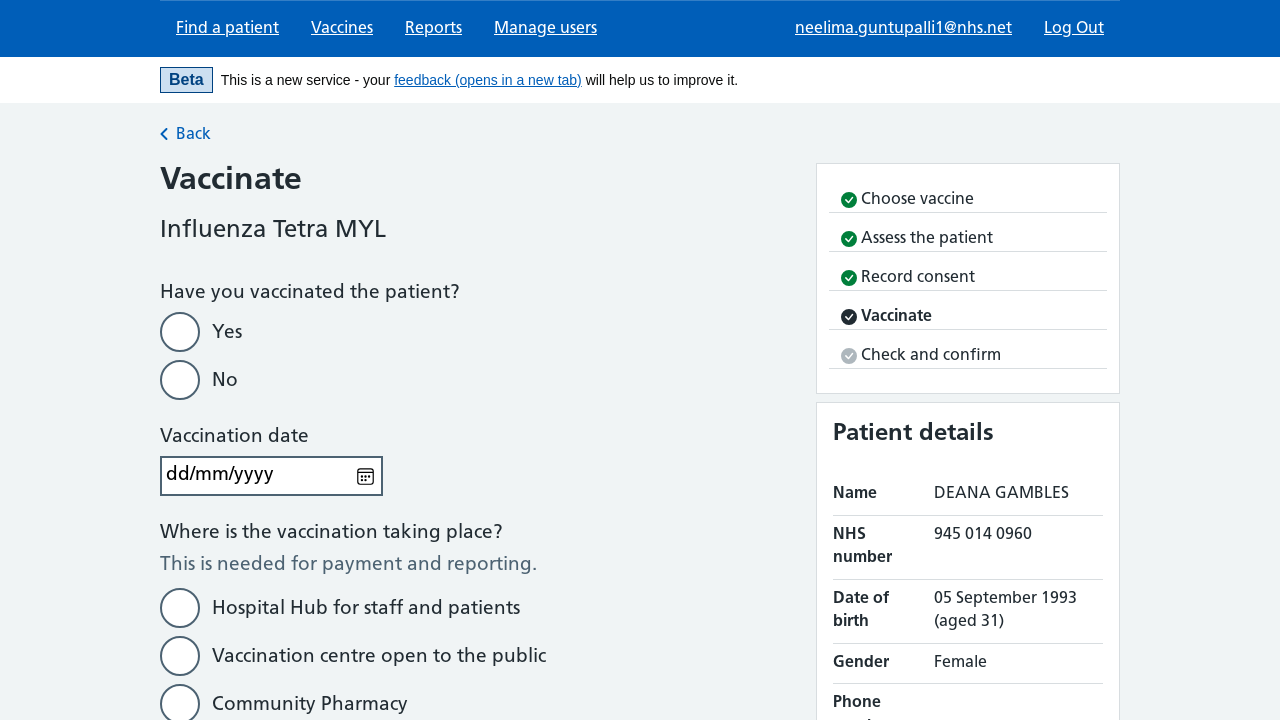 Find a patient Vaccines Reports Manage users neelima.guntupalli1@nhs.net Log Out
Beta This is a new service - your feedback (opens in a new tab) will help us to improve it.
Back
Vaccinate
Influenza Tetra MYL
Have you vaccinated the patient?
Yes
No
Vaccination date
dd/mm/yyyy
Where is the vaccination taking place?
This is needed for payment and reporting.
Hospital Hub for staff and patients
Vaccination centre open to the public
Community Pharmacy
Choose vaccine
Assess the patient
Record consent
Vaccinate
Check and confirm
Patient details
Name DEANA GAMBLES
NHS 945 014 0960
number
Date of 05 September 1993
birth (aged 31)
Gender Female
Phone